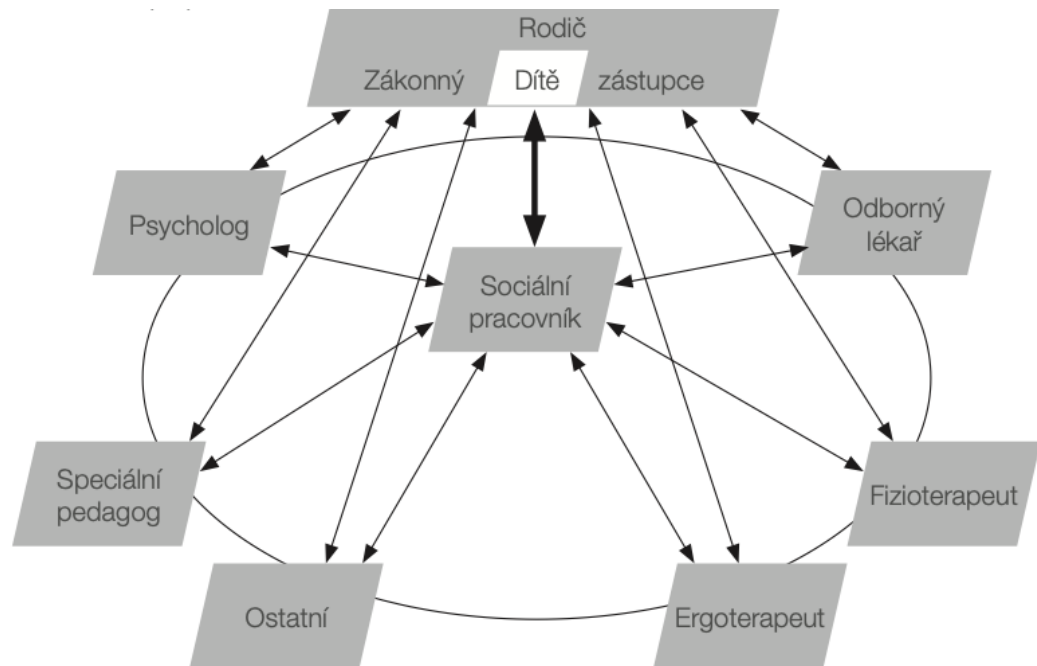 Rodič
Zákonný Dítě zástupce
Psycholog
Odborný
lékař
Sociální
pracovník
Speciální
pedagog
Fizioterapeut
Ostatní
Ergoterapeut